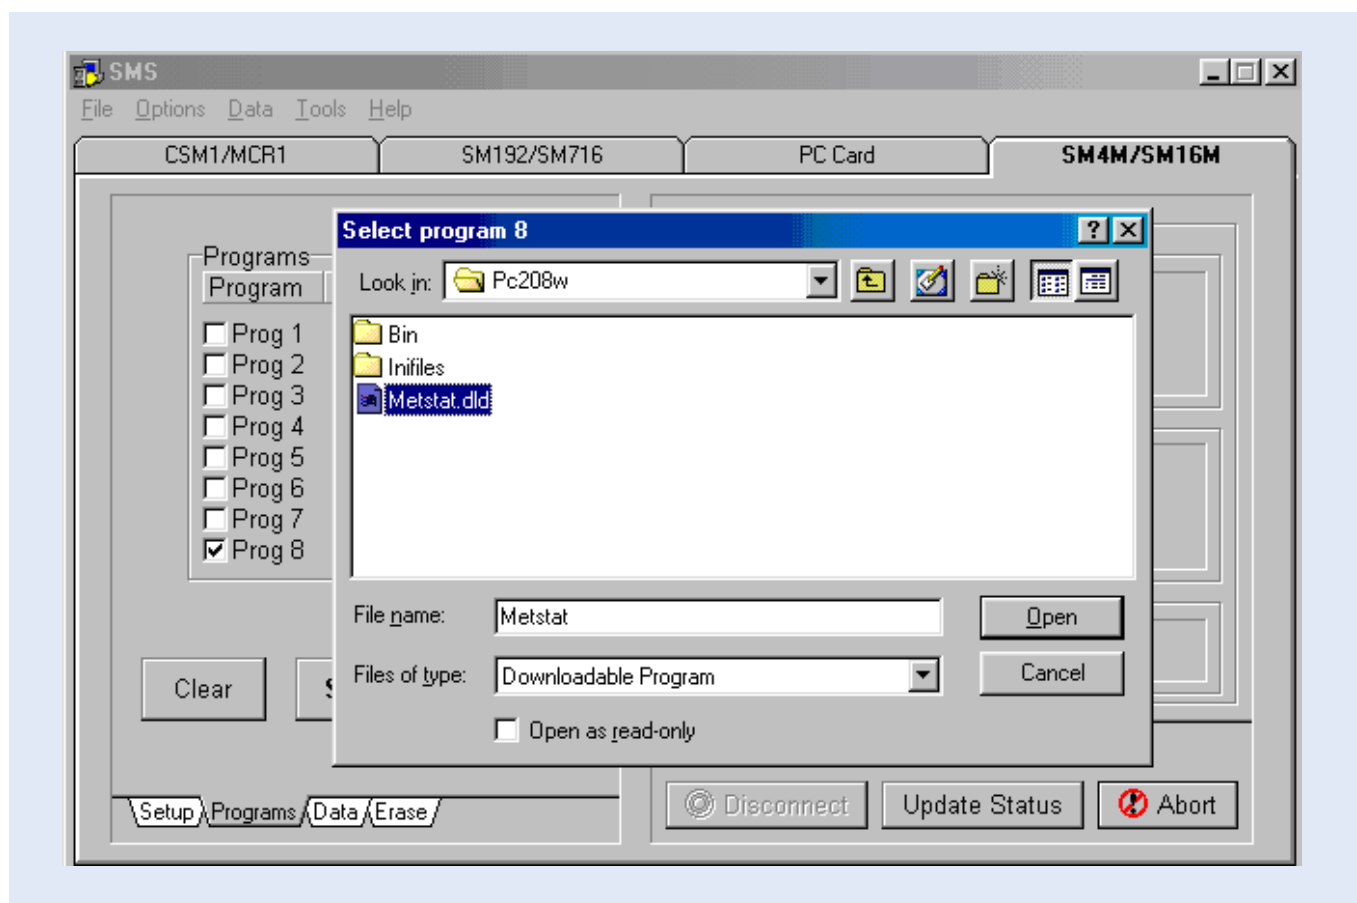 SMS
File Options Data Tools Help
CSM1/MCR1 SM192/SM716 PC Card SM4M/SM16M
Select program 8
Programs
Look in: Pc208w
Program
Bin
Prog 1
Inifiles
Prog 2
Metstat.dld
Prog 3
Prog 4
Prog 5
Prog 6
Prog 7
Prog 8
File name: Metstat Open
Files of type: Downloadable Program Cancel
Clear
Open as read-only
Setup Programs Data Erase
Disconnect Update Status Abort